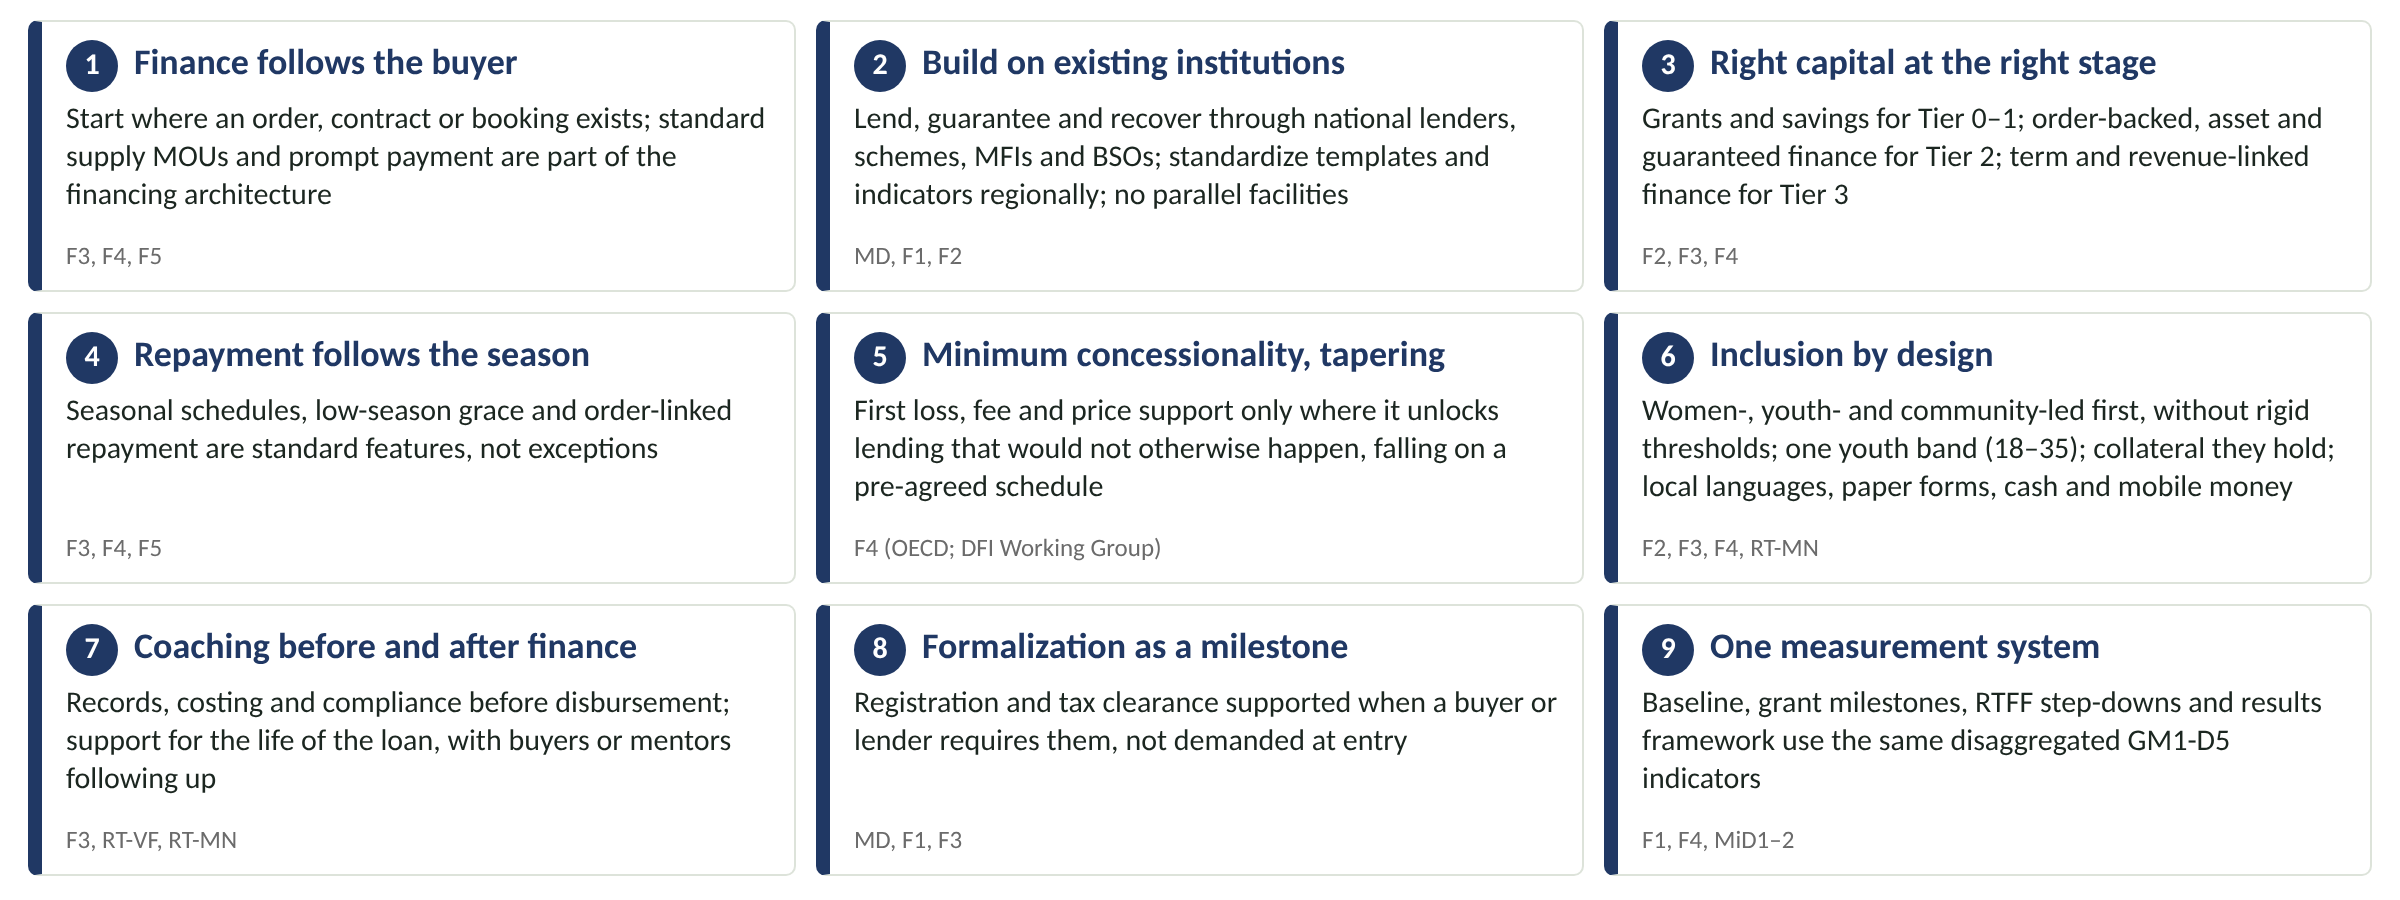 1 Finance follows the buyer
Start where an order, contract or booking exists; standard
supply MOUs and prompt payment are part of the
financing architecture
F3, F4, F5
2 Build on existing institutions
Lend, guarantee and recover through national lenders,
schemes, MFIs and BSOs; standardize templates and
indicators regionally; no parallel facilities
MD, F1, F2
3 Right capital at the right stage
Grants and savings for Tier 0–1; order-backed, asset and
guaranteed finance for Tier 2; term and revenue-linked
finance for Tier 3
F2, F3, F4
4 Repayment follows the season
Seasonal schedules, low-season grace and order-linked
repayment are standard features, not exceptions
F3, F4, F5
5 Minimum concessionality, tapering
First loss, fee and price support only where it unlocks
lending that would not otherwise happen, falling on a
pre-agreed schedule
F4 (OECD; DFI Working Group)
6 Inclusion by design
Women-, youth- and community-led first, without rigid
thresholds; one youth band (18–35); collateral they hold;
local languages, paper forms, cash and mobile money
F2, F3, F4, RT-MN
7 Coaching before and after finance
Records, costing and compliance before disbursement;
support for the life of the loan, with buyers or mentors
following up
F3, RT-VF, RT-MN
8 Formalization as a milestone
Registration and tax clearance supported when a buyer or
lender requires them, not demanded at entry
MD, F1, F3
9 One measurement system
Baseline, grant milestones, RTFF step-downs and results
framework use the same disaggregated GM1-D5
indicators
F1, F4, MiD1–2